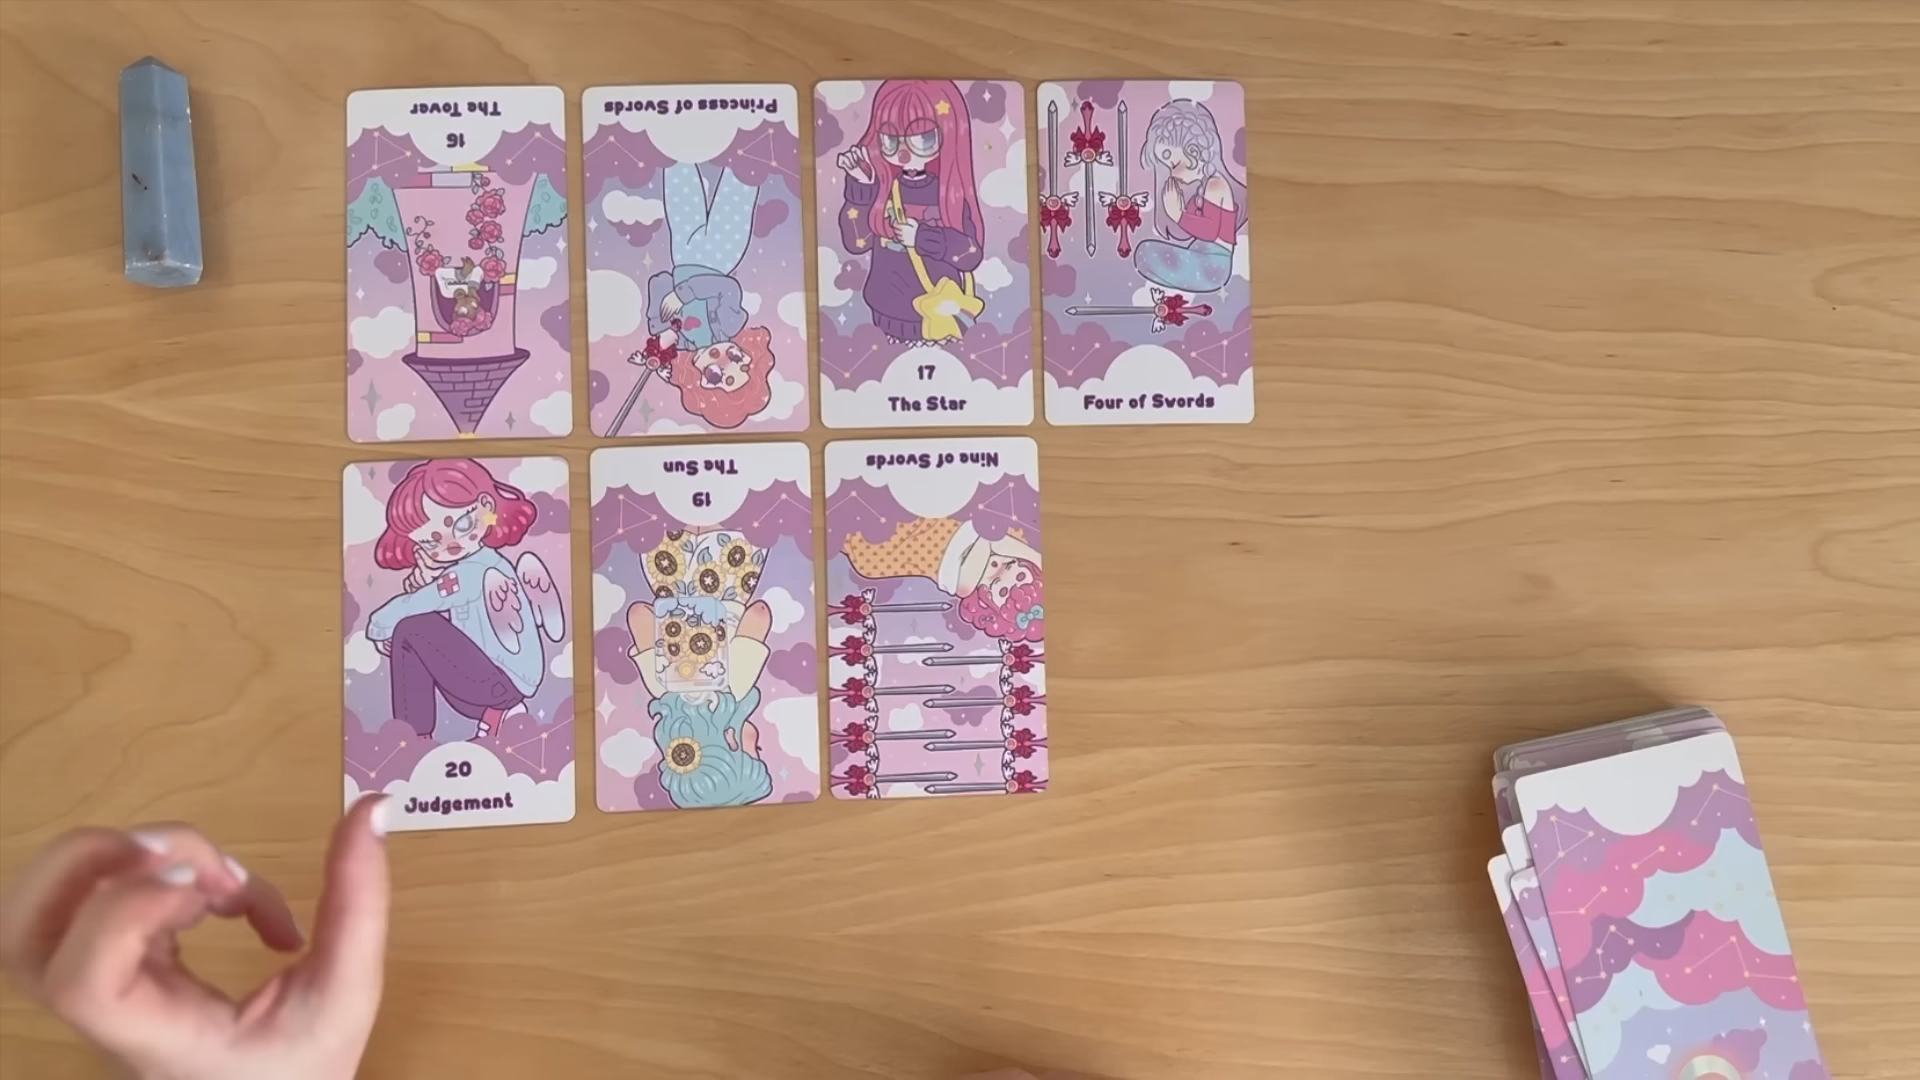 The Tower
16
Princess of Swords
17
The Star
Four of Swords
20
Judgement
The Sun
19
Nine of Swords